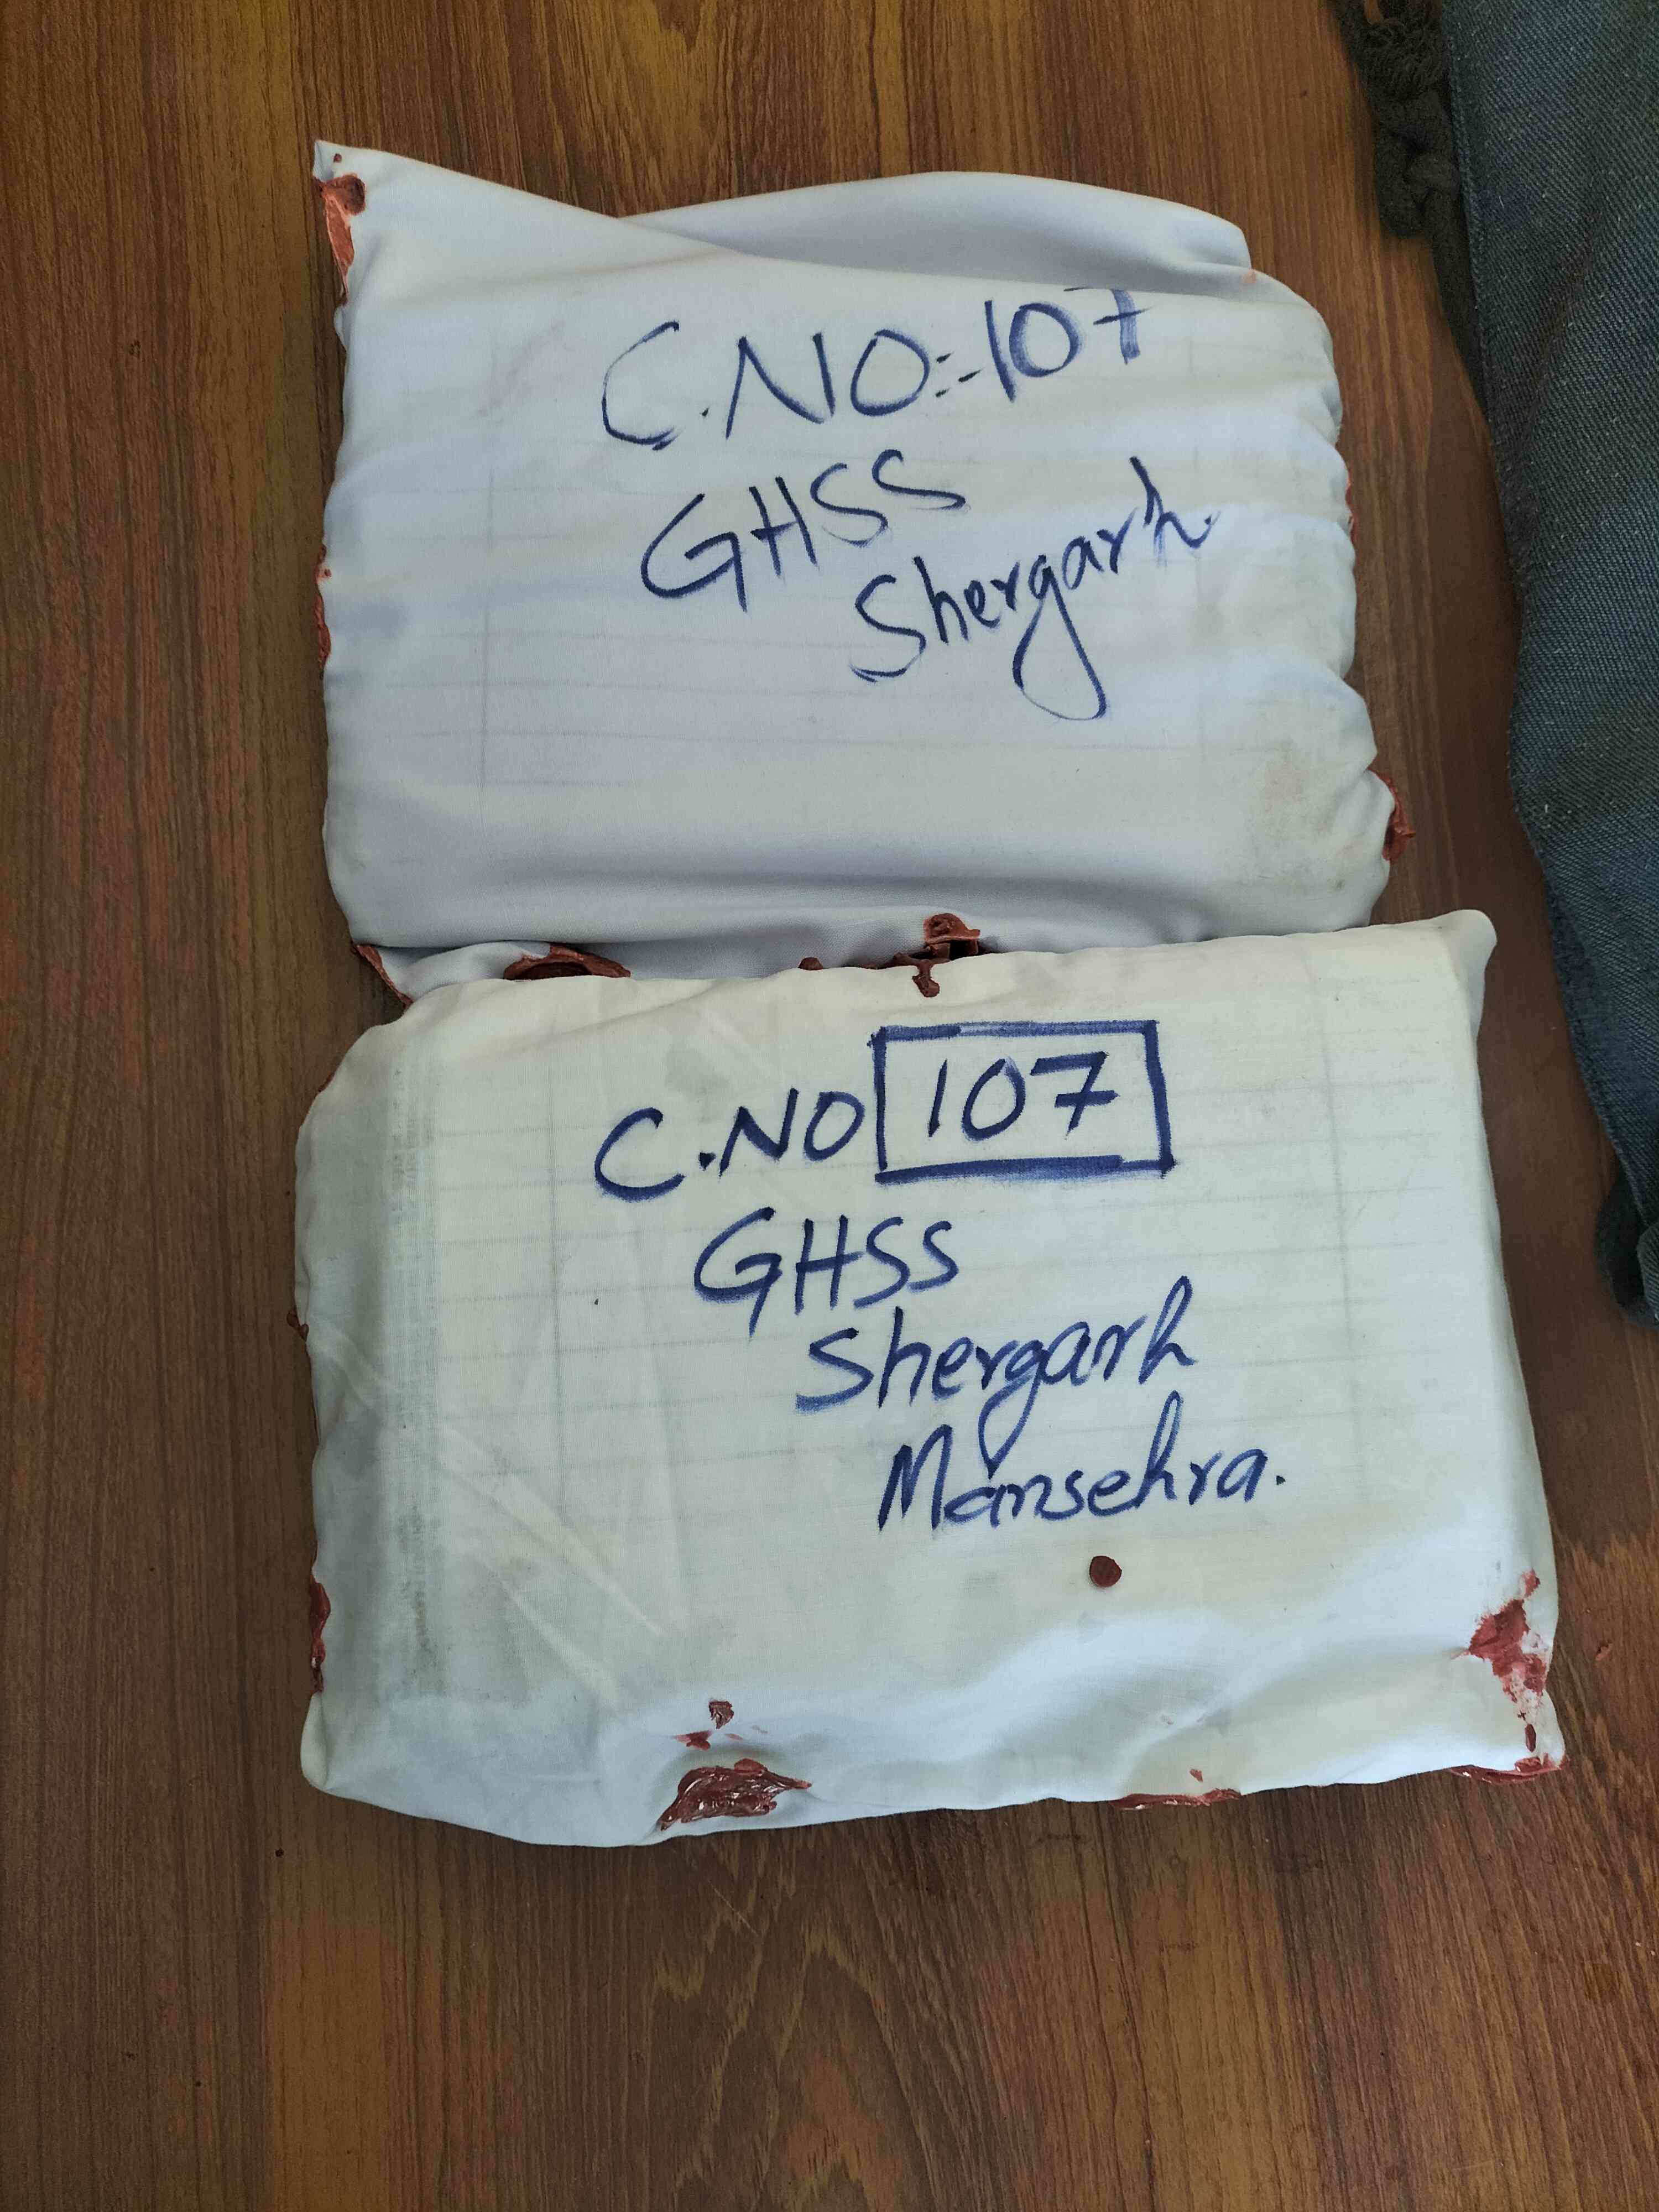 C.NO:-107
GHSS
Shergarh.
C.NO 107
GHSS
Shergarh
Mansehra.